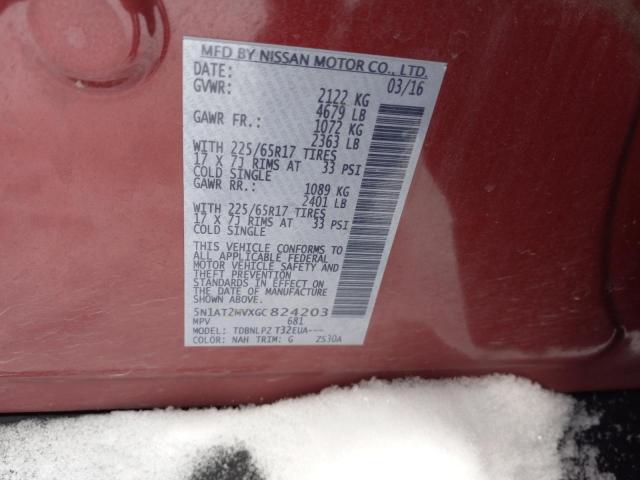 MFD BY NISSAN MOTOR CO., LTD.
DATE: 03/16
GVWR: 2122 KG
4679 LB
GAWR FR.: 1072 KG
2363 LB
WITH 225/65R17 TIRES
17 X 7J RIMS AT 33 PSI
COLD SINGLE
GAWR RR.: 1089 KG
2401 LB
WITH 225/65R17 TIRES
17 X 7J RIMS AT 33 PSI
COLD SINGLE
THIS VEHICLE CONFORMS TO
ALL APPLICABLE FEDERAL
MOTOR VEHICLE SAFETY AND
THEFT PREVENTION
STANDARDS IN EFFECT ON
THE DATE OF MANUFACTURE
SHOWN ABOVE.
5N1AT2MVXGC824203
MPV 681
MODEL: TDBNLPZ T32EUA---
COLOR: NAH TRIM: G ZS30A